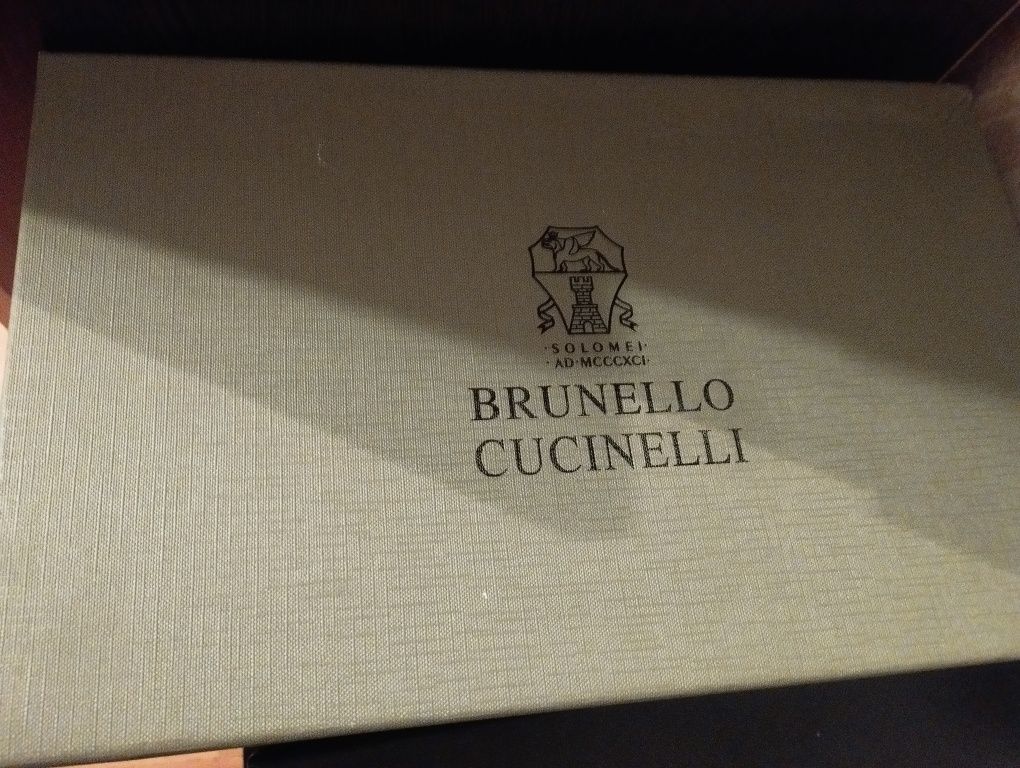 ·SOLOMEI·
·AD·MCCCXCI·
BRUNELLO
CUCINELLI